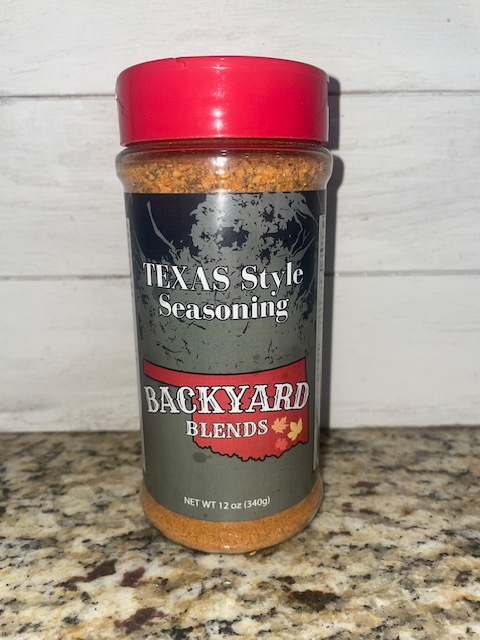 TEXAS Style
Seasoning
BACKYARD
BLENDS
NET WT 12 oz (340g)